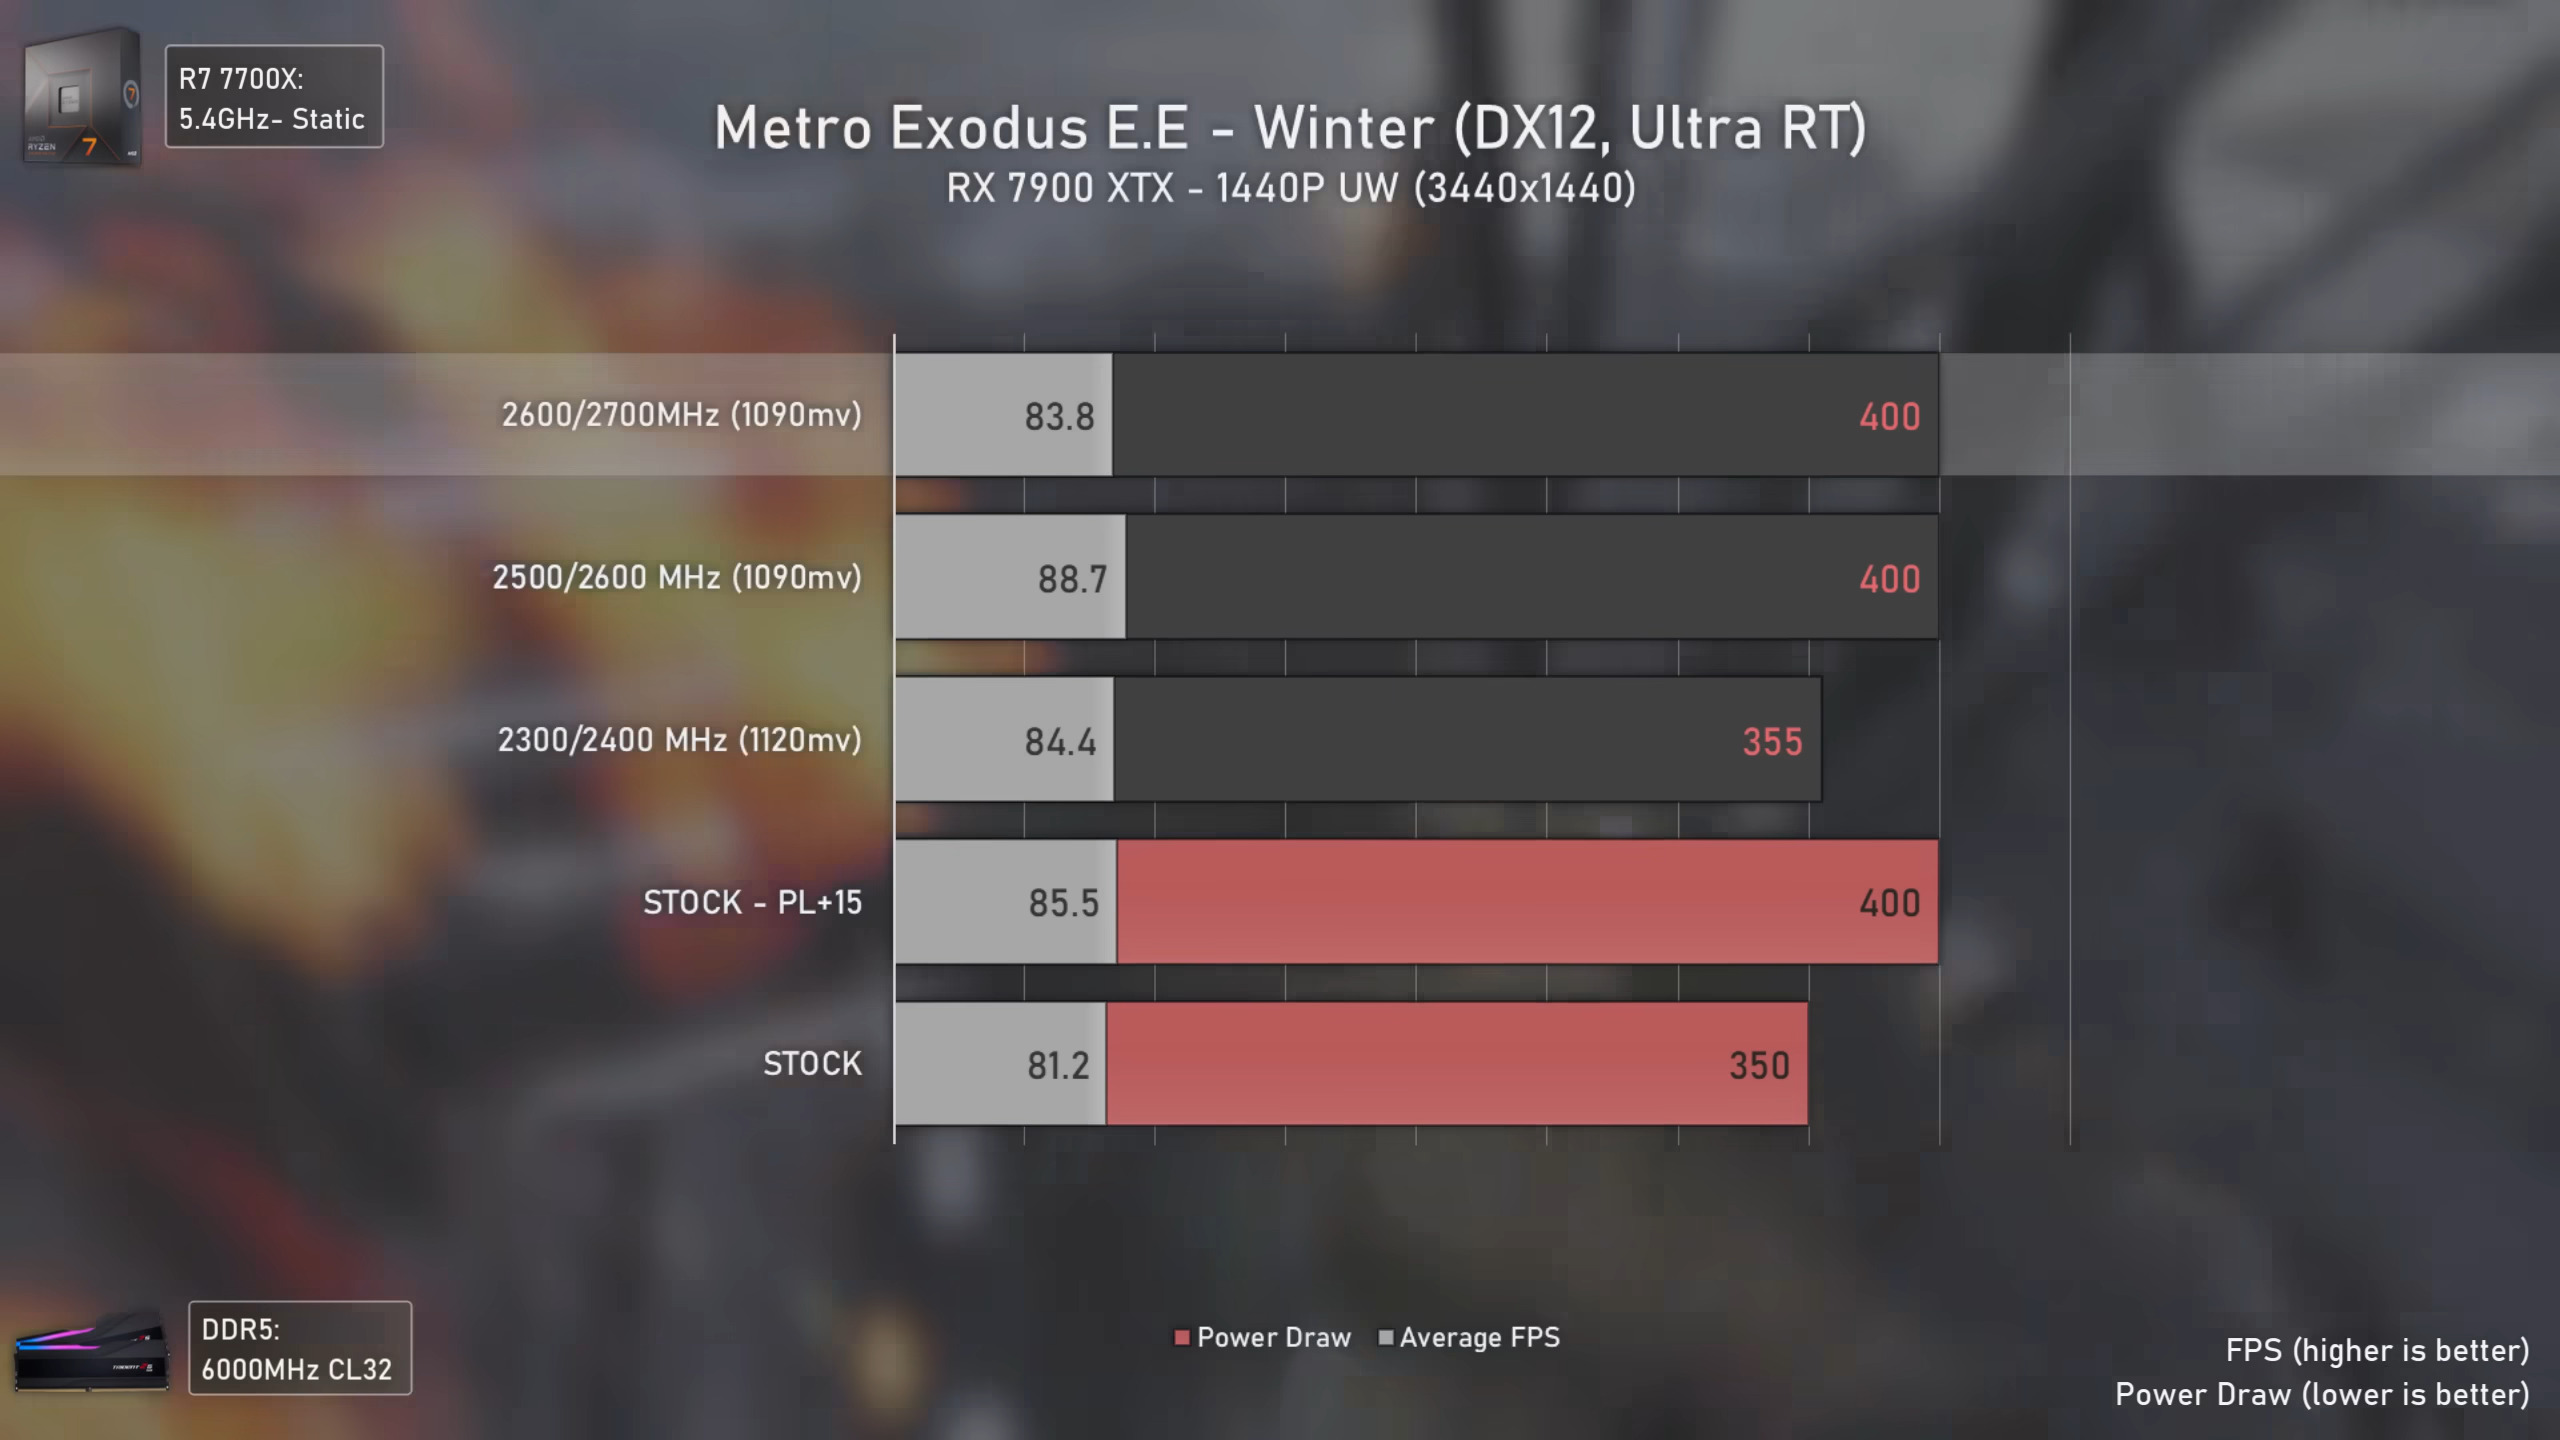 R7 7700X:
5.4GHz- Static
RYZEN 7
7
Metro Exodus E.E - Winter (DX12, Ultra RT)
RX 7900 XTX - 1440P UW (3440x1440)
2600/2700MHz (1090mv) 83.8 400
2500/2600 MHz (1090mv) 88.7 400
2300/2400 MHz (1120mv) 84.4 355
STOCK - PL+15 85.5 400
STOCK 81.2 350
DDR5:
6000MHz CL32
Power Draw Average FPS
FPS (higher is better)
Power Draw (lower is better)